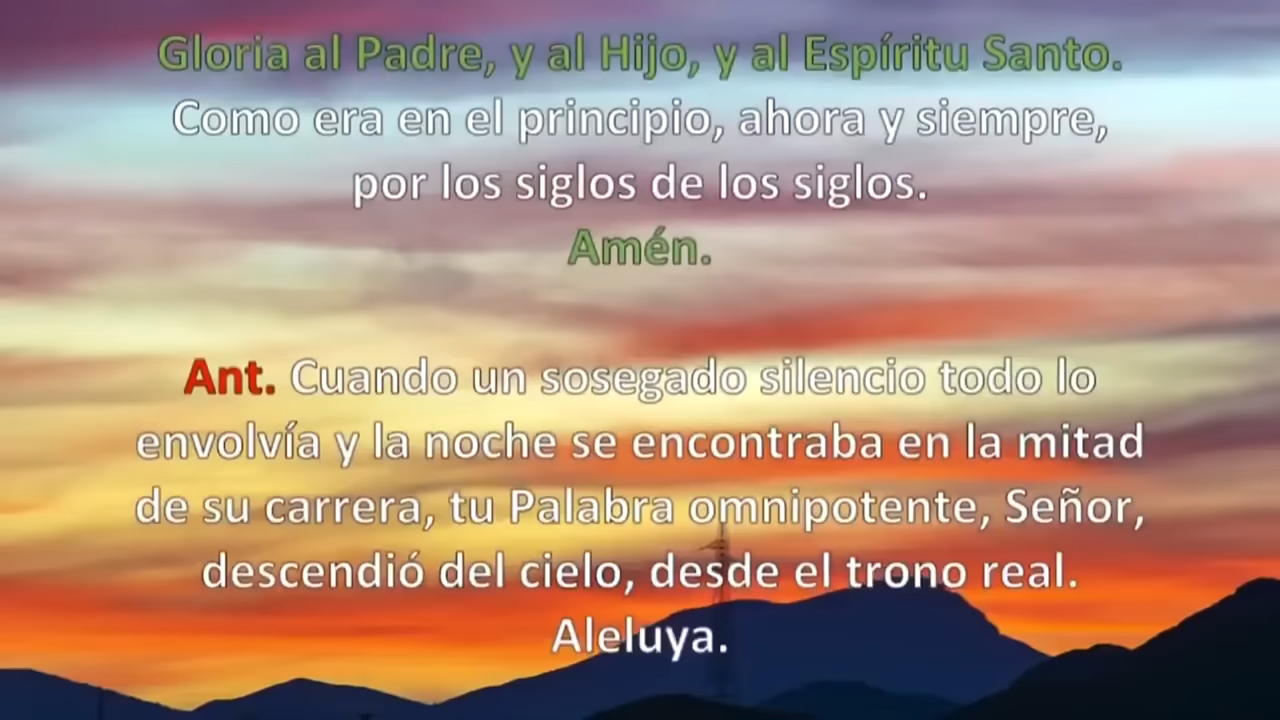 Gloria al Padre, y al Hijo, y al Espíritu Santo.
Como era en el principio, ahora y siempre,
por los siglos de los siglos.
Amén.
Ant. Cuando un sosegado silencio todo lo
envolvía y la noche se encontraba en la mitad
de su carrera, tu Palabra omnipotente, Señor,
descendió del cielo, desde el trono real.
Aleluya.